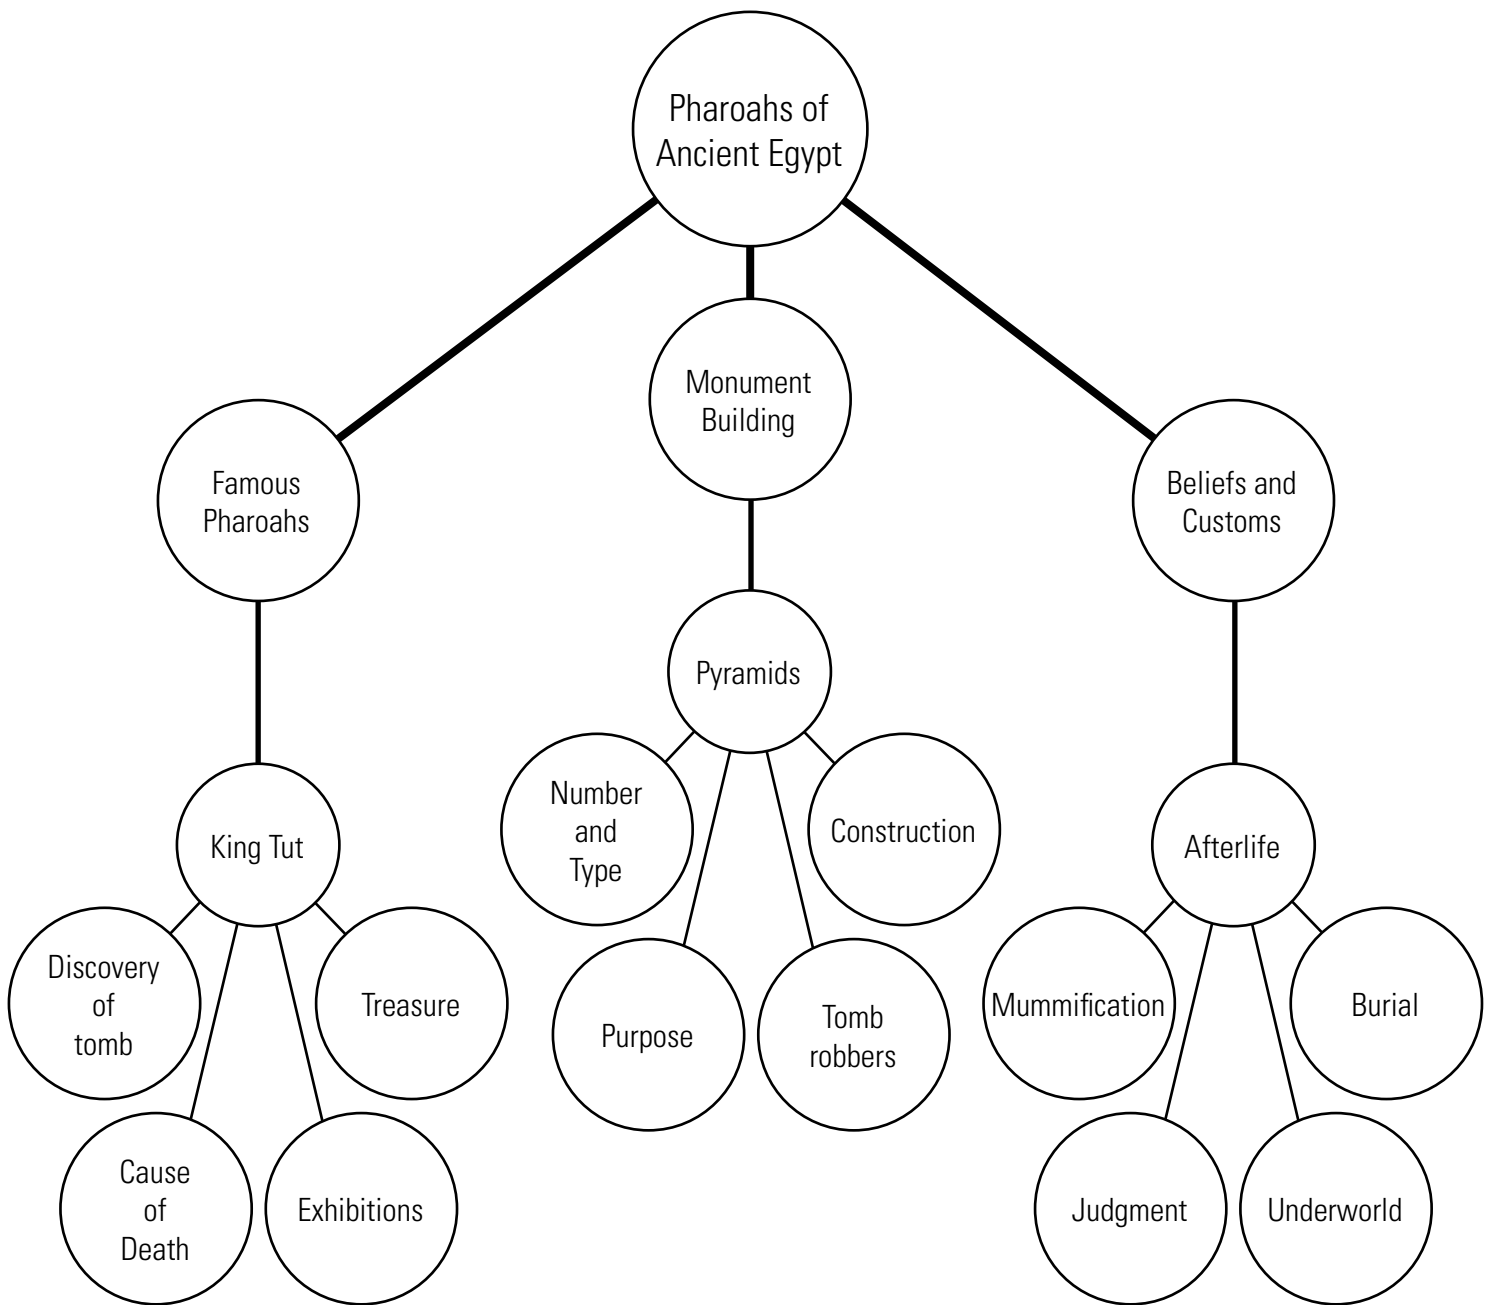 Pharoahs of
Ancient Egypt
Monument
Building
Famous
Pharoahs
Beliefs and
Customs
Pyramids
Number
and
Type
Construction
King Tut
Afterlife
Discovery
of
tomb
Treasure
Purpose
Tomb
robbers
Mummification
Burial
Cause
of
Death
Exhibitions
Judgment
Underworld